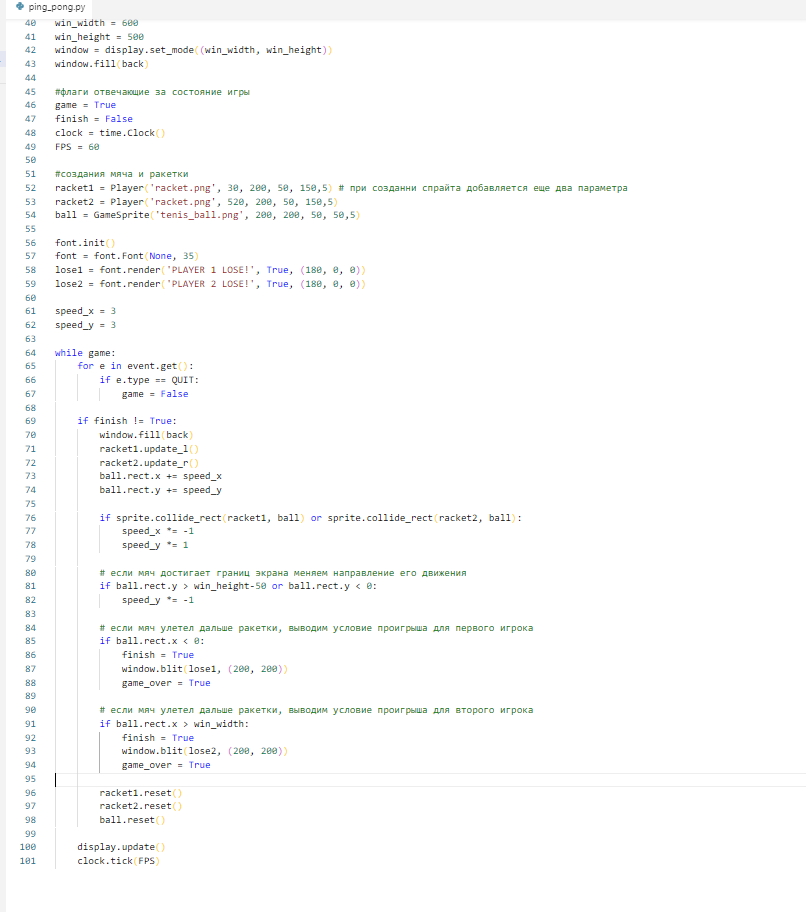 ping_pong.py
40 win_width = 600
41 win_height = 500
42 window = display.set_mode((win_width, win_height))
43 window.fill(back)
44
45 #флаги отвечающие за состояние игры
46 game = True
47 finish = False
48 clock = time.Clock()
49 FPS = 60
50
51 #создания мяча и ракетки
52 racket1 = Player('racket.png', 30, 200, 50, 150,5) # при созданни спрайта добавляется еще два параметра
53 racket2 = Player('racket.png', 520, 200, 50, 150,5)
54 ball = GameSprite('tenis_ball.png', 200, 200, 50, 50,5)
55
56 font.init()
57 font = font.Font(None, 35)
58 lose1 = font.render('PLAYER 1 LOSE!', True, (180, 0, 0))
59 lose2 = font.render('PLAYER 2 LOSE!', True, (180, 0, 0))
60
61 speed_x = 3
62 speed_y = 3
63
64 while game:
65     for e in event.get():
66         if e.type == QUIT:
67             game = False
68
69     if finish != True:
70         window.fill(back)
71         racket1.update_l()
72         racket2.update_r()
73         ball.rect.x += speed_x
74         ball.rect.y += speed_y
75
76         if sprite.collide_rect(racket1, ball) or sprite.collide_rect(racket2, ball):
77             speed_x *= -1
78             speed_y *= 1
79
80         # если мяч достигает границ экрана меняем направление его движения
81         if ball.rect.y > win_height-50 or ball.rect.y < 0:
82             speed_y *= -1
83
84         # если мяч улетел дальше ракетки, выводим условие проигрыша для первого игрока
85         if ball.rect.x < 0:
86             finish = True
87             window.blit(lose1, (200, 200))
88             game_over = True
89
90         # если мяч улетел дальше ракетки, выводим условие проигрыша для второго игрока
91         if ball.rect.x > win_width:
92             finish = True
93             window.blit(lose2, (200, 200))
94             game_over = True
95
96         racket1.reset()
97         racket2.reset()
98         ball.reset()
99
100     display.update()
101     clock.tick(FPS)